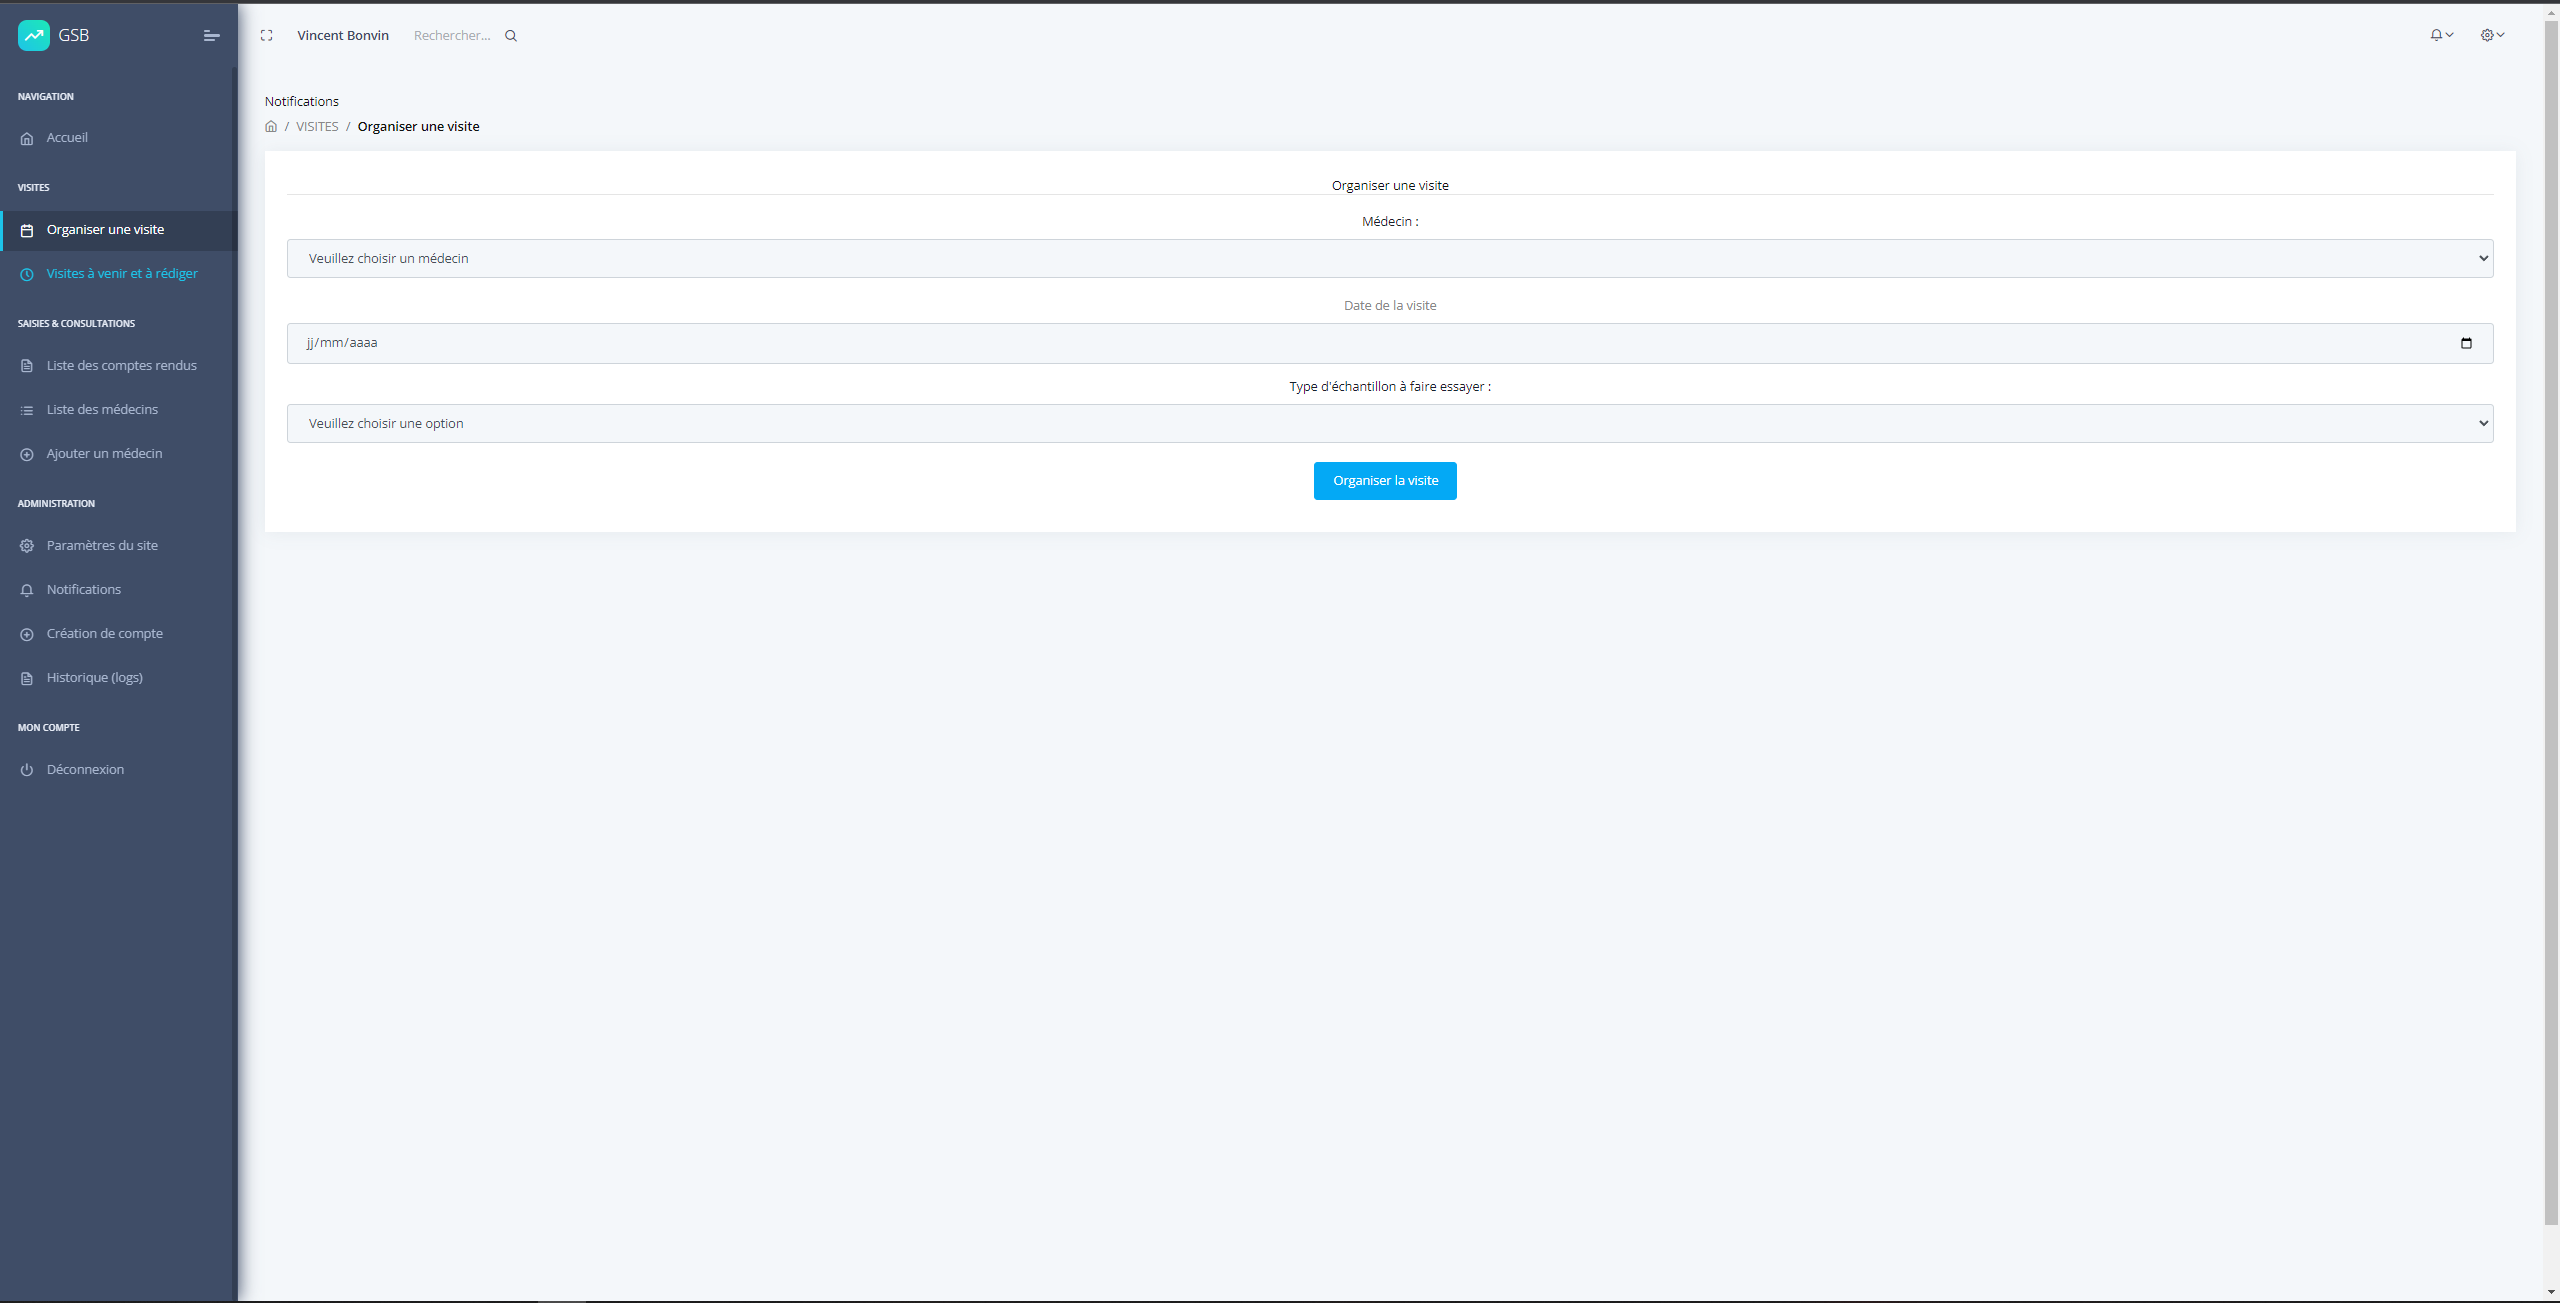 GSB
NAVIGATION
Accueil
VISITES
Organiser une visite
Visites à venir et à rédiger
SAISIES & CONSULTATIONS
Liste des comptes rendus
Liste des médecins
Ajouter un médecin
ADMINISTRATION
Paramètres du site
Notifications
Création de compte
Historique (logs)
MON COMPTE
Déconnexion
Vincent Bonvin Rechercher...
Notifications
/ VISITES / Organiser une visite
Organiser une visite
Médecin :
Veuillez choisir un médecin
Date de la visite
jj/mm/aaaa
Type d'échantillon à faire essayer :
Veuillez choisir une option
Organiser la visite